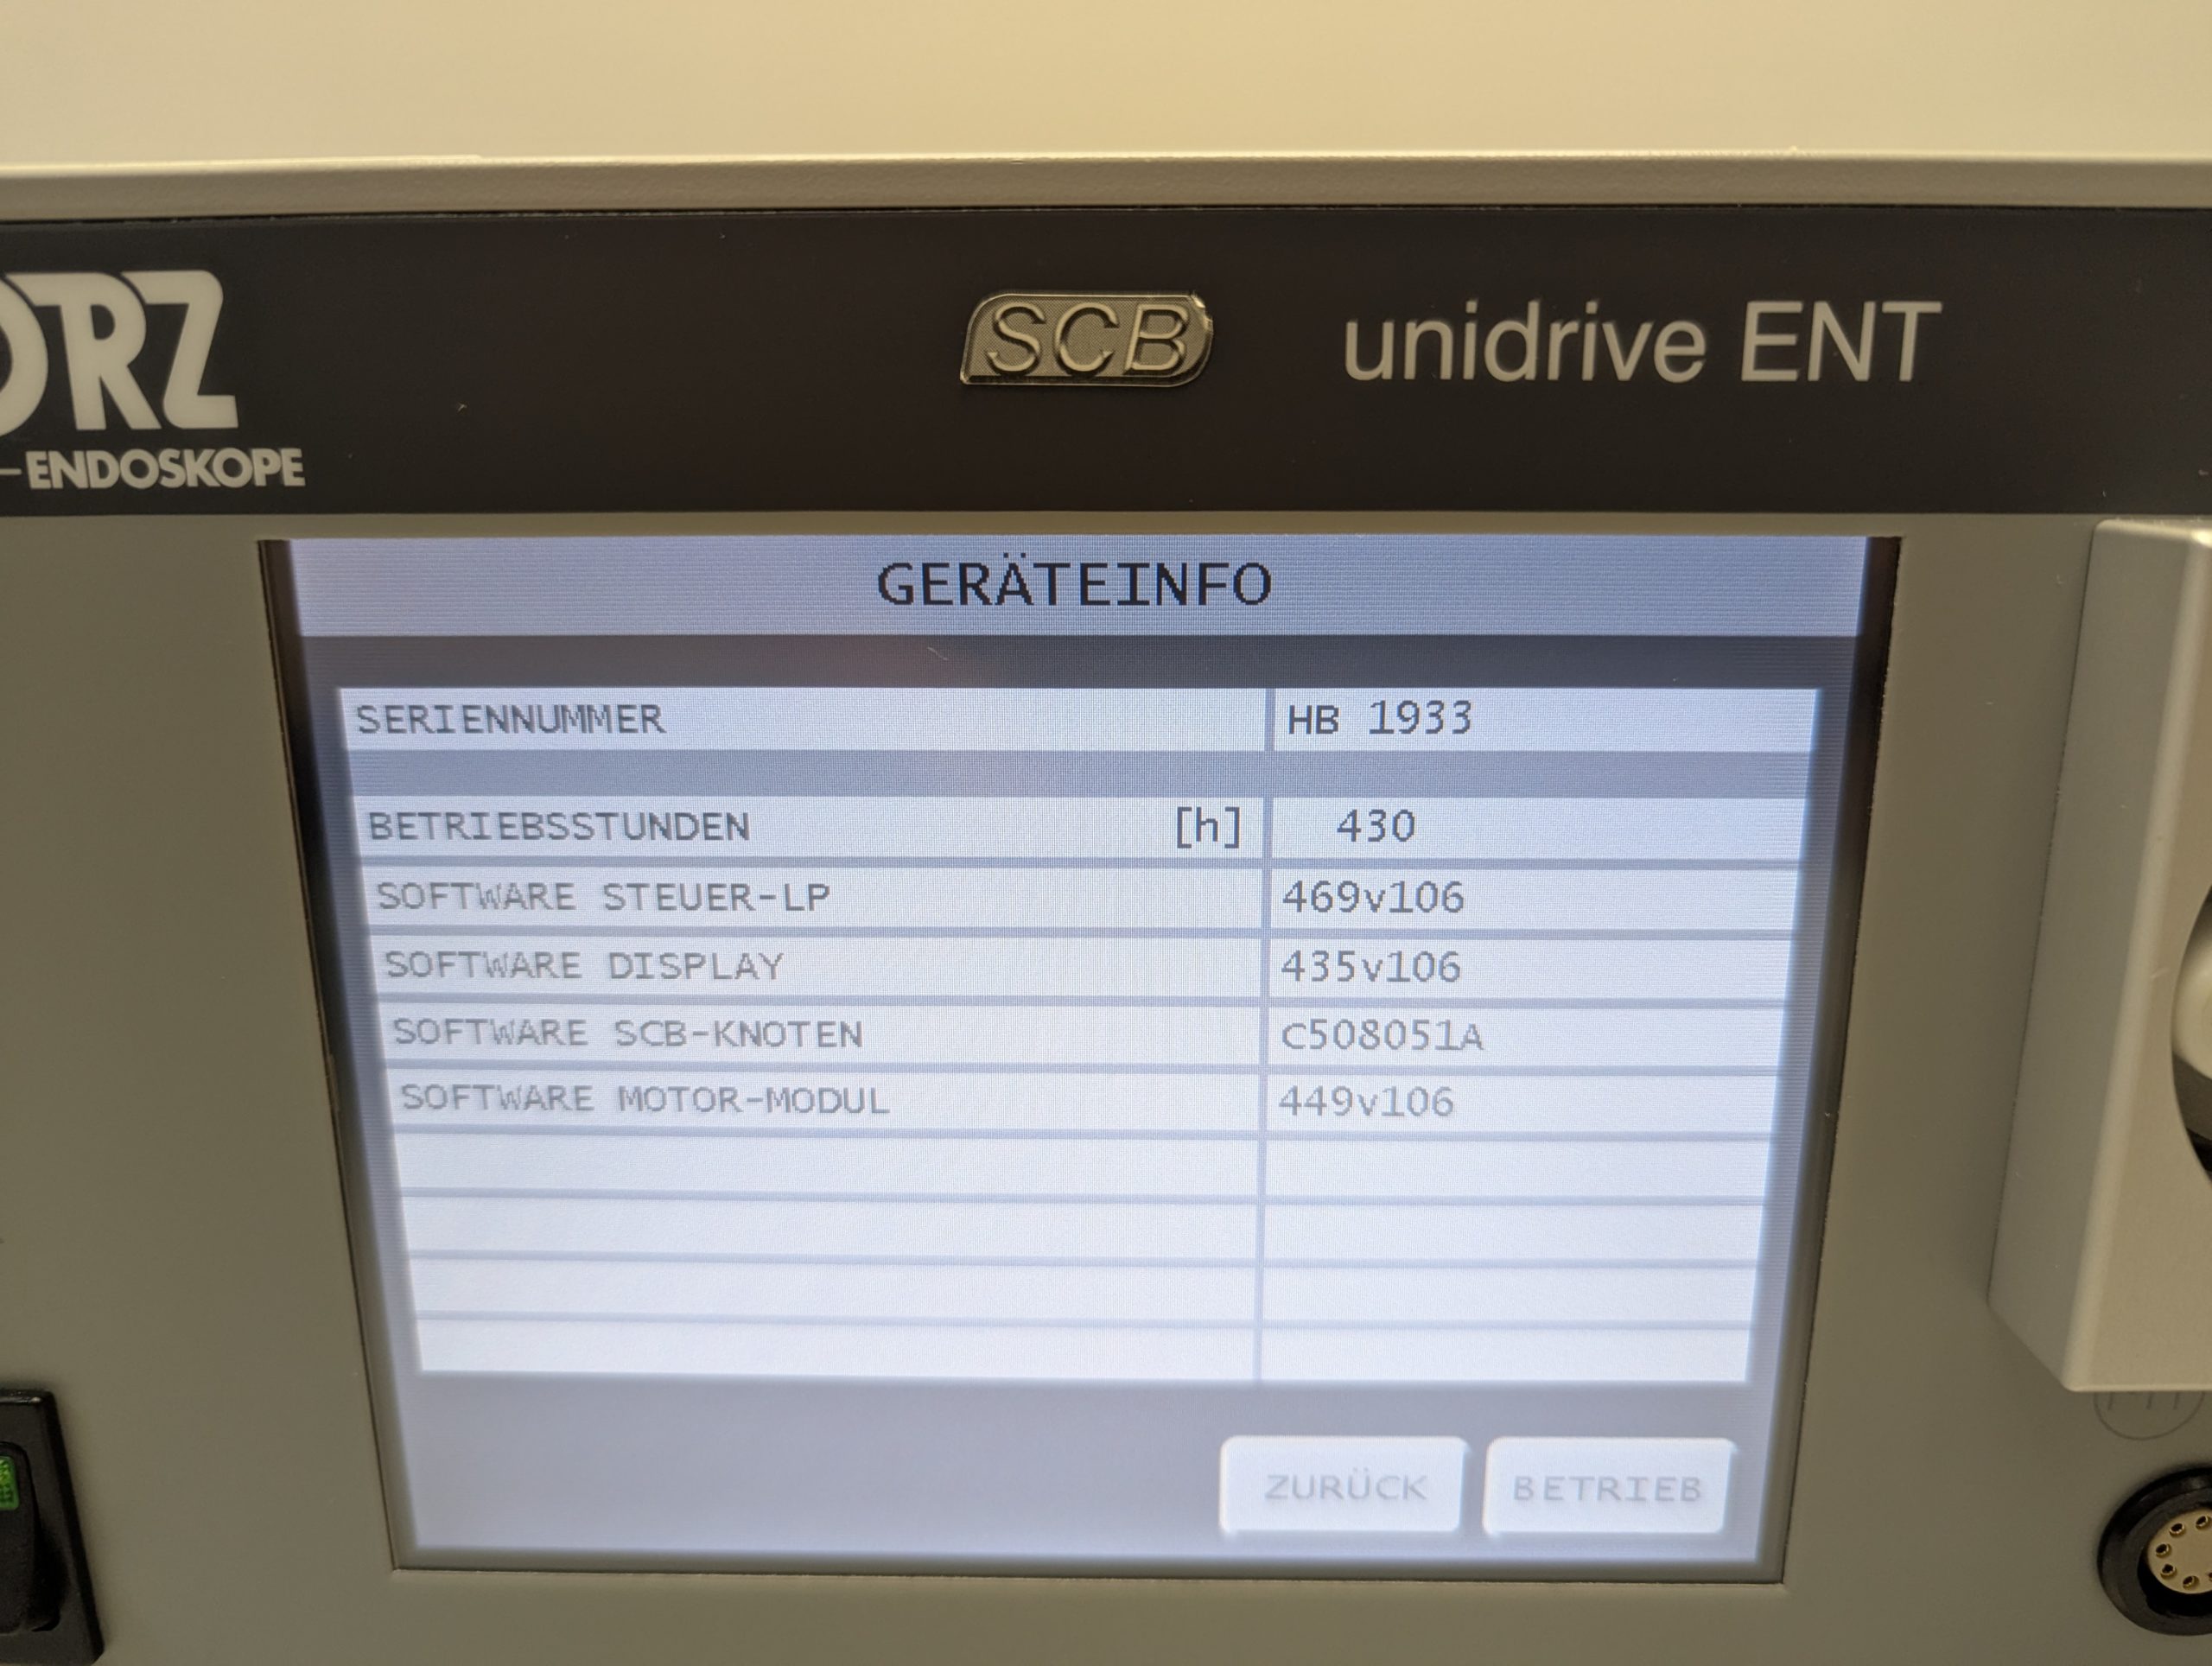 ORZ
ENDOSKOPE
SCB
unidrive ENT
GERÄTEINFO
SERIENNUMMER HB 1933
BETRIEBSSTUNDEN [h] 430
SOFTWARE STEUER-LP 469v106
SOFTWARE DISPLAY 435v106
SOFTWARE SCB-KNOTEN C508051A
SOFTWARE MOTOR-MODUL 449v106
ZURÜCK BETRIEB